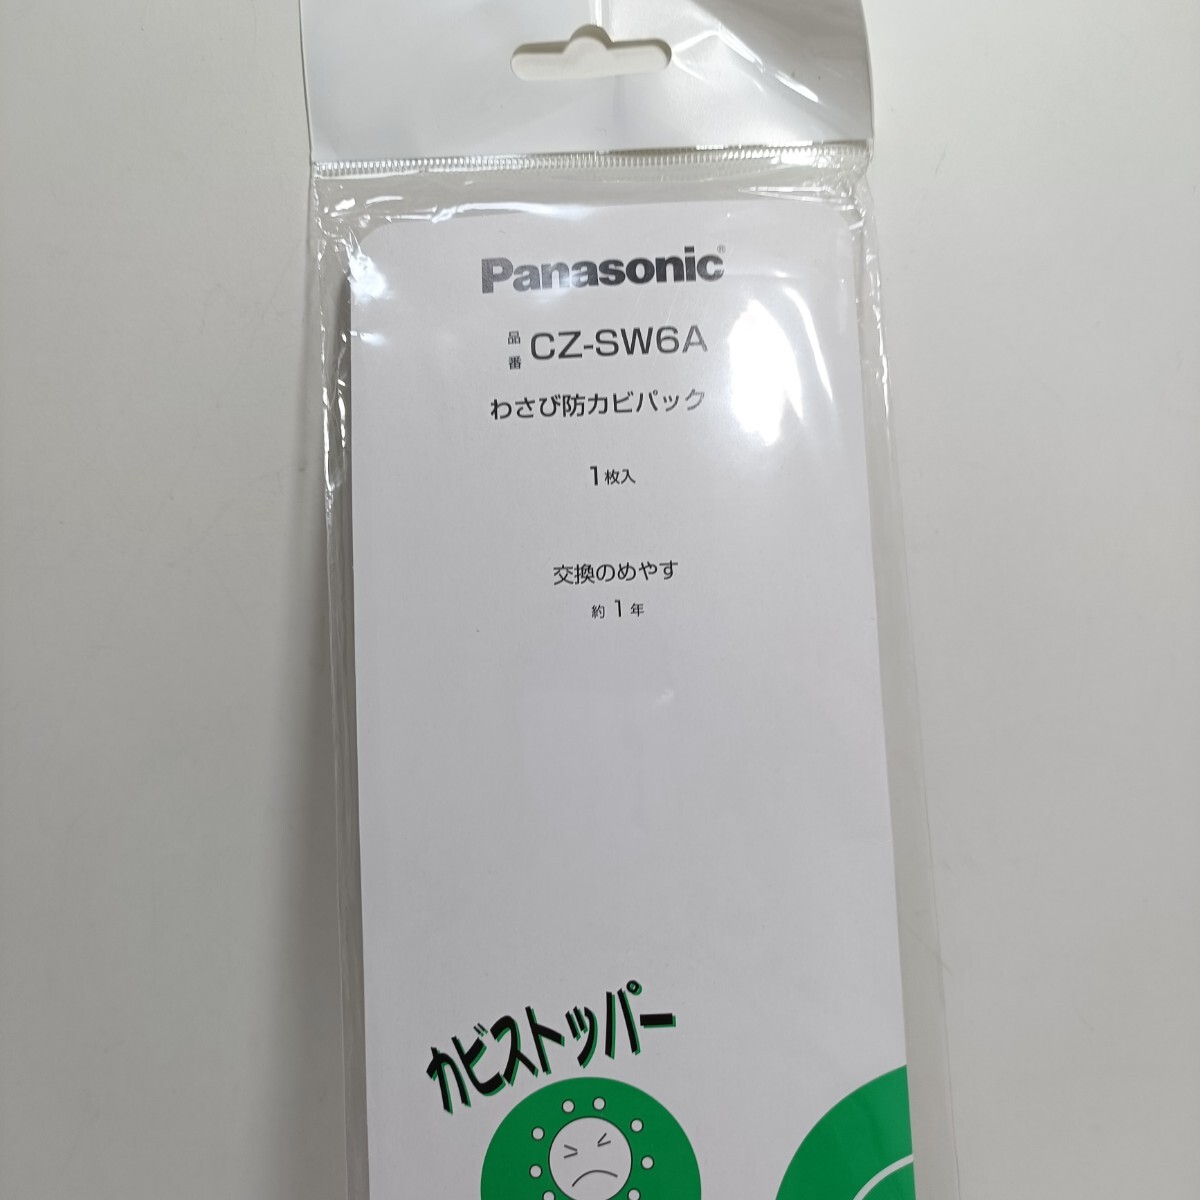 Panasonic®
品番 CZ-SW6A
わさび防カビパック
1枚入
交換のめやす
約1年
カビストッパー